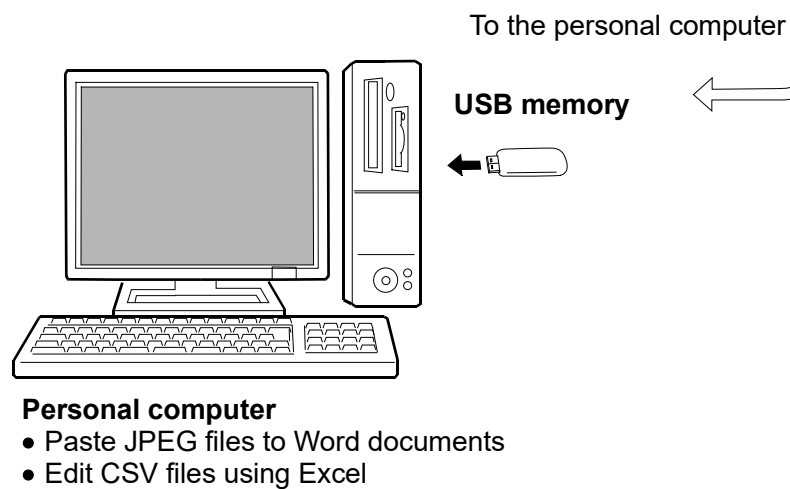 To the personal computer
USB memory
Personal computer
• Paste JPEG files to Word documents
• Edit CSV files using Excel